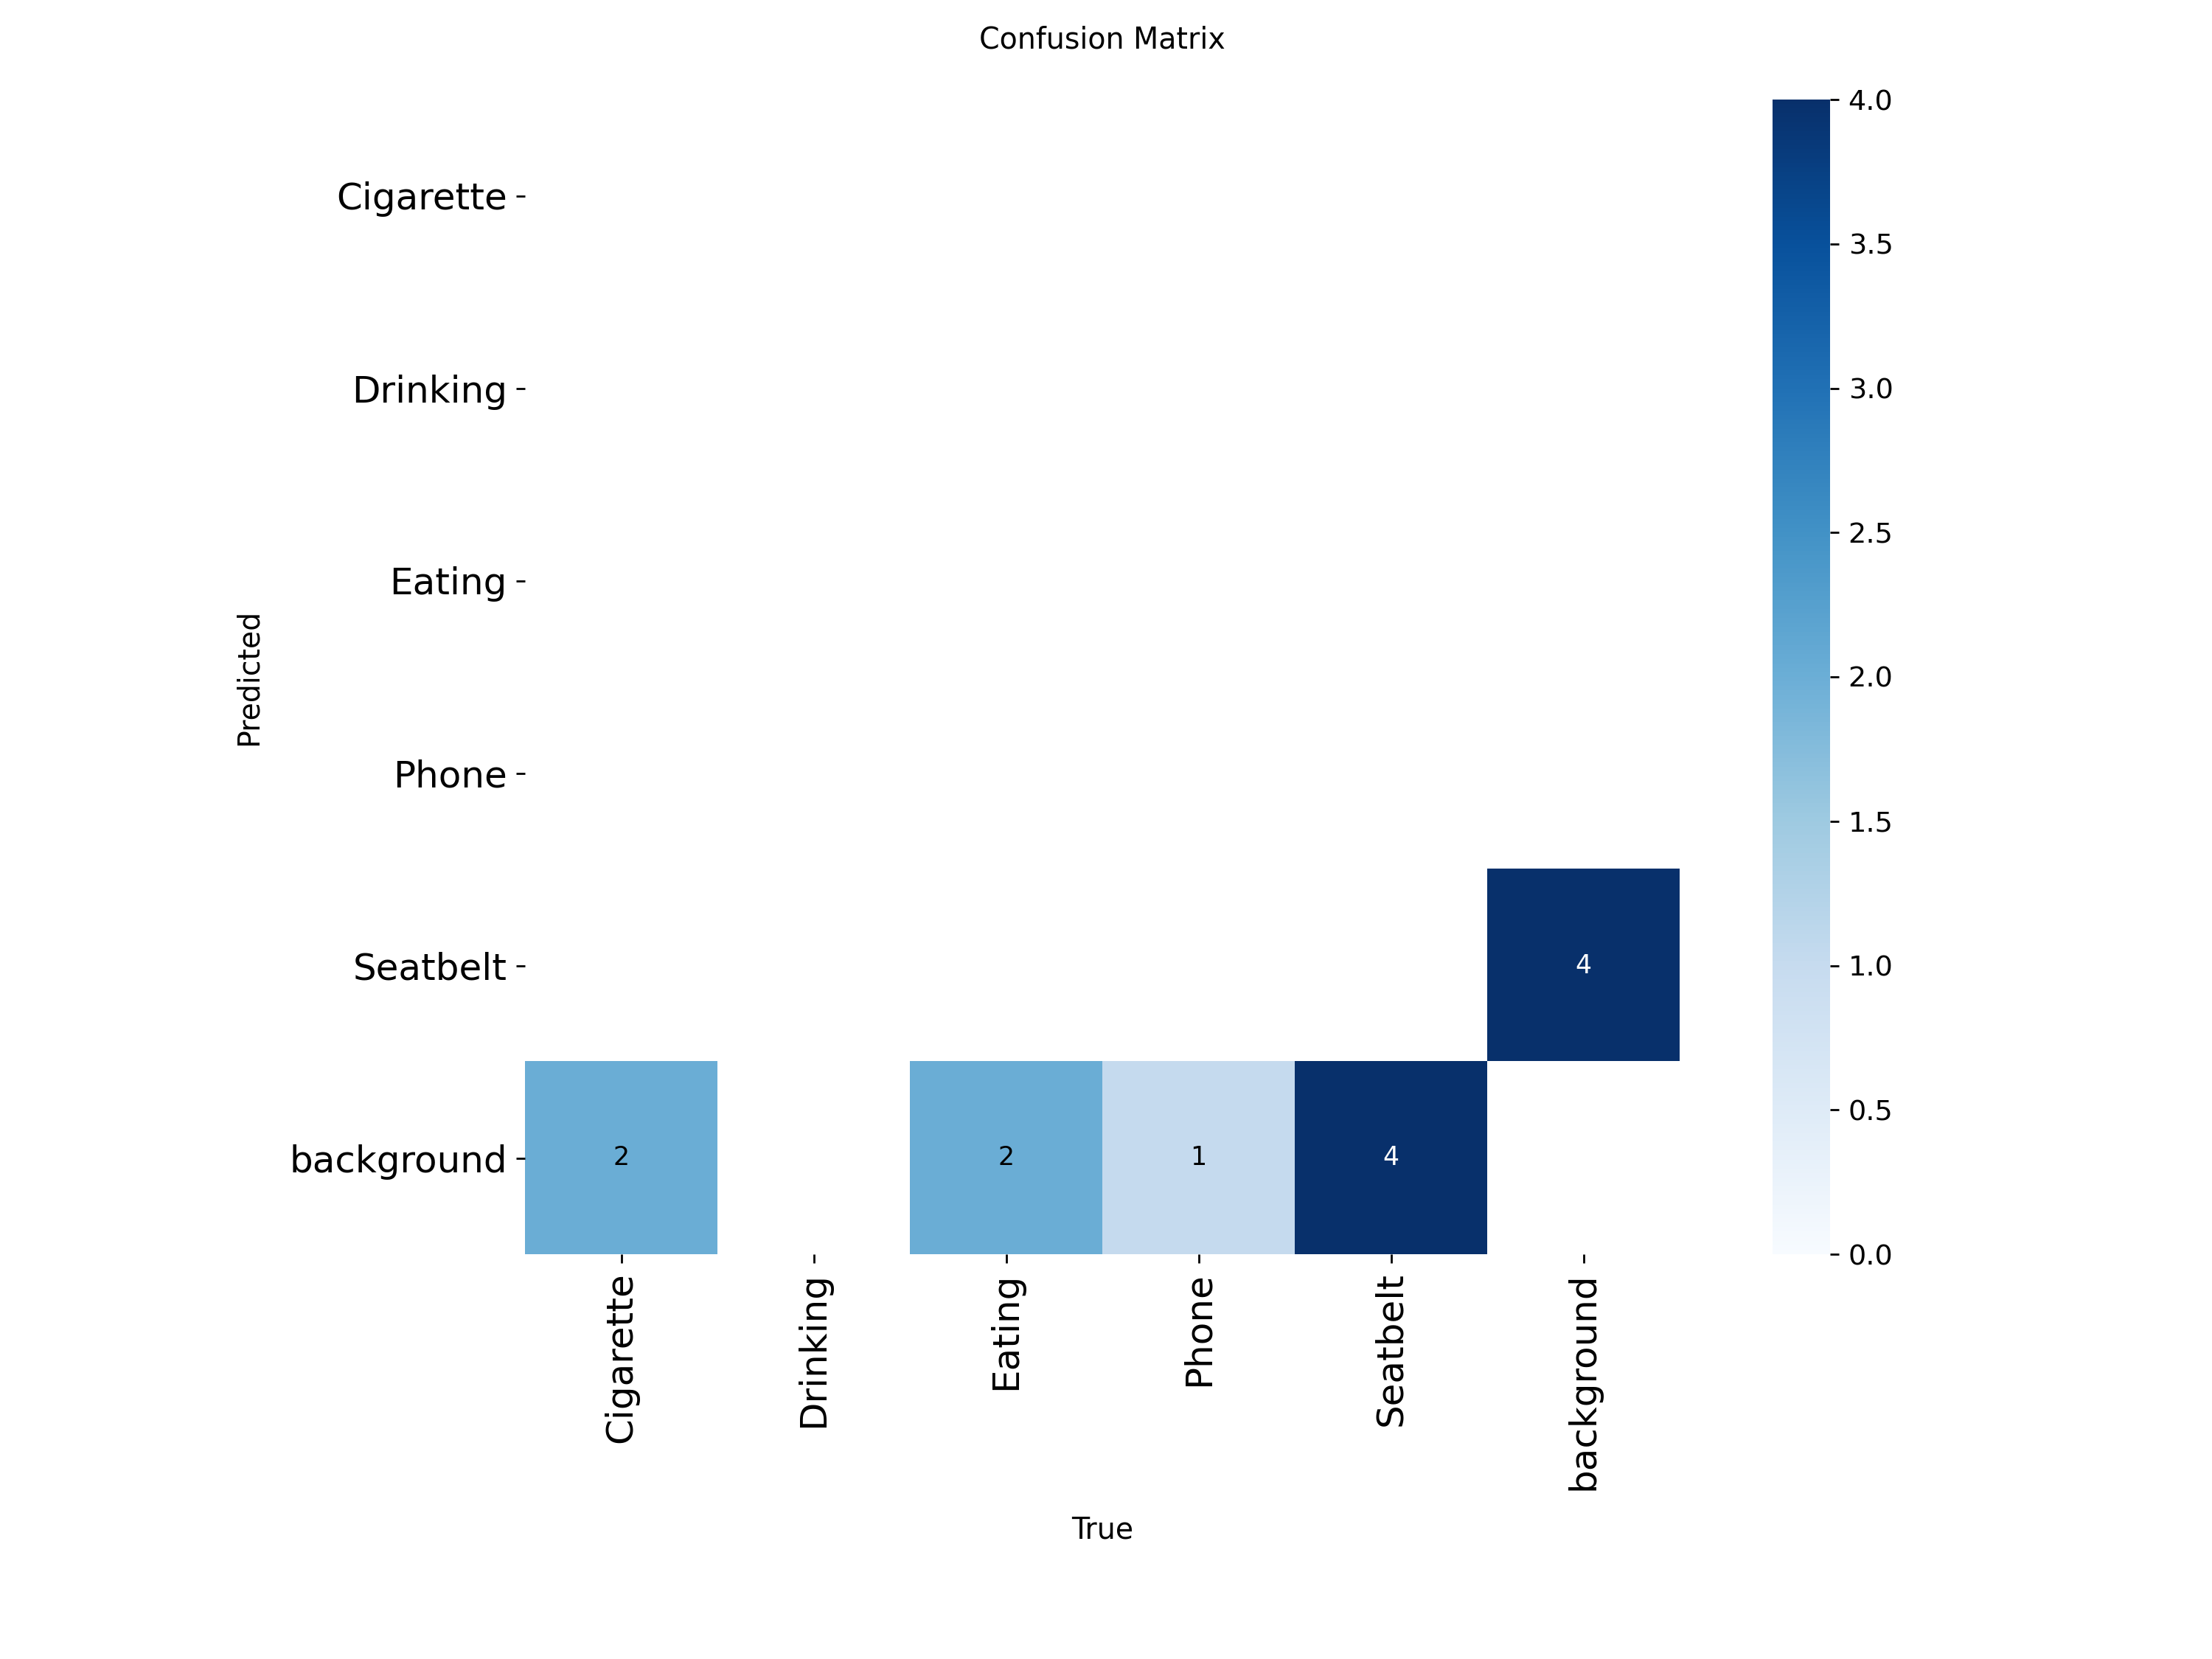 Confusion Matrix
Predicted
Cigarette
Drinking
Eating
Phone
Seatbelt
background
4
2
2
1
4
Cigarette
Drinking
Eating
Phone
Seatbelt
background
True
4.0
3.5
3.0
2.5
2.0
1.5
1.0
0.5
0.0